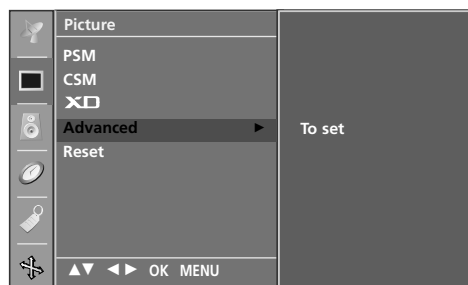 Picture
PSM
CSM
XD
Advanced ► To set
Reset
▲▼ ◄► OK MENU